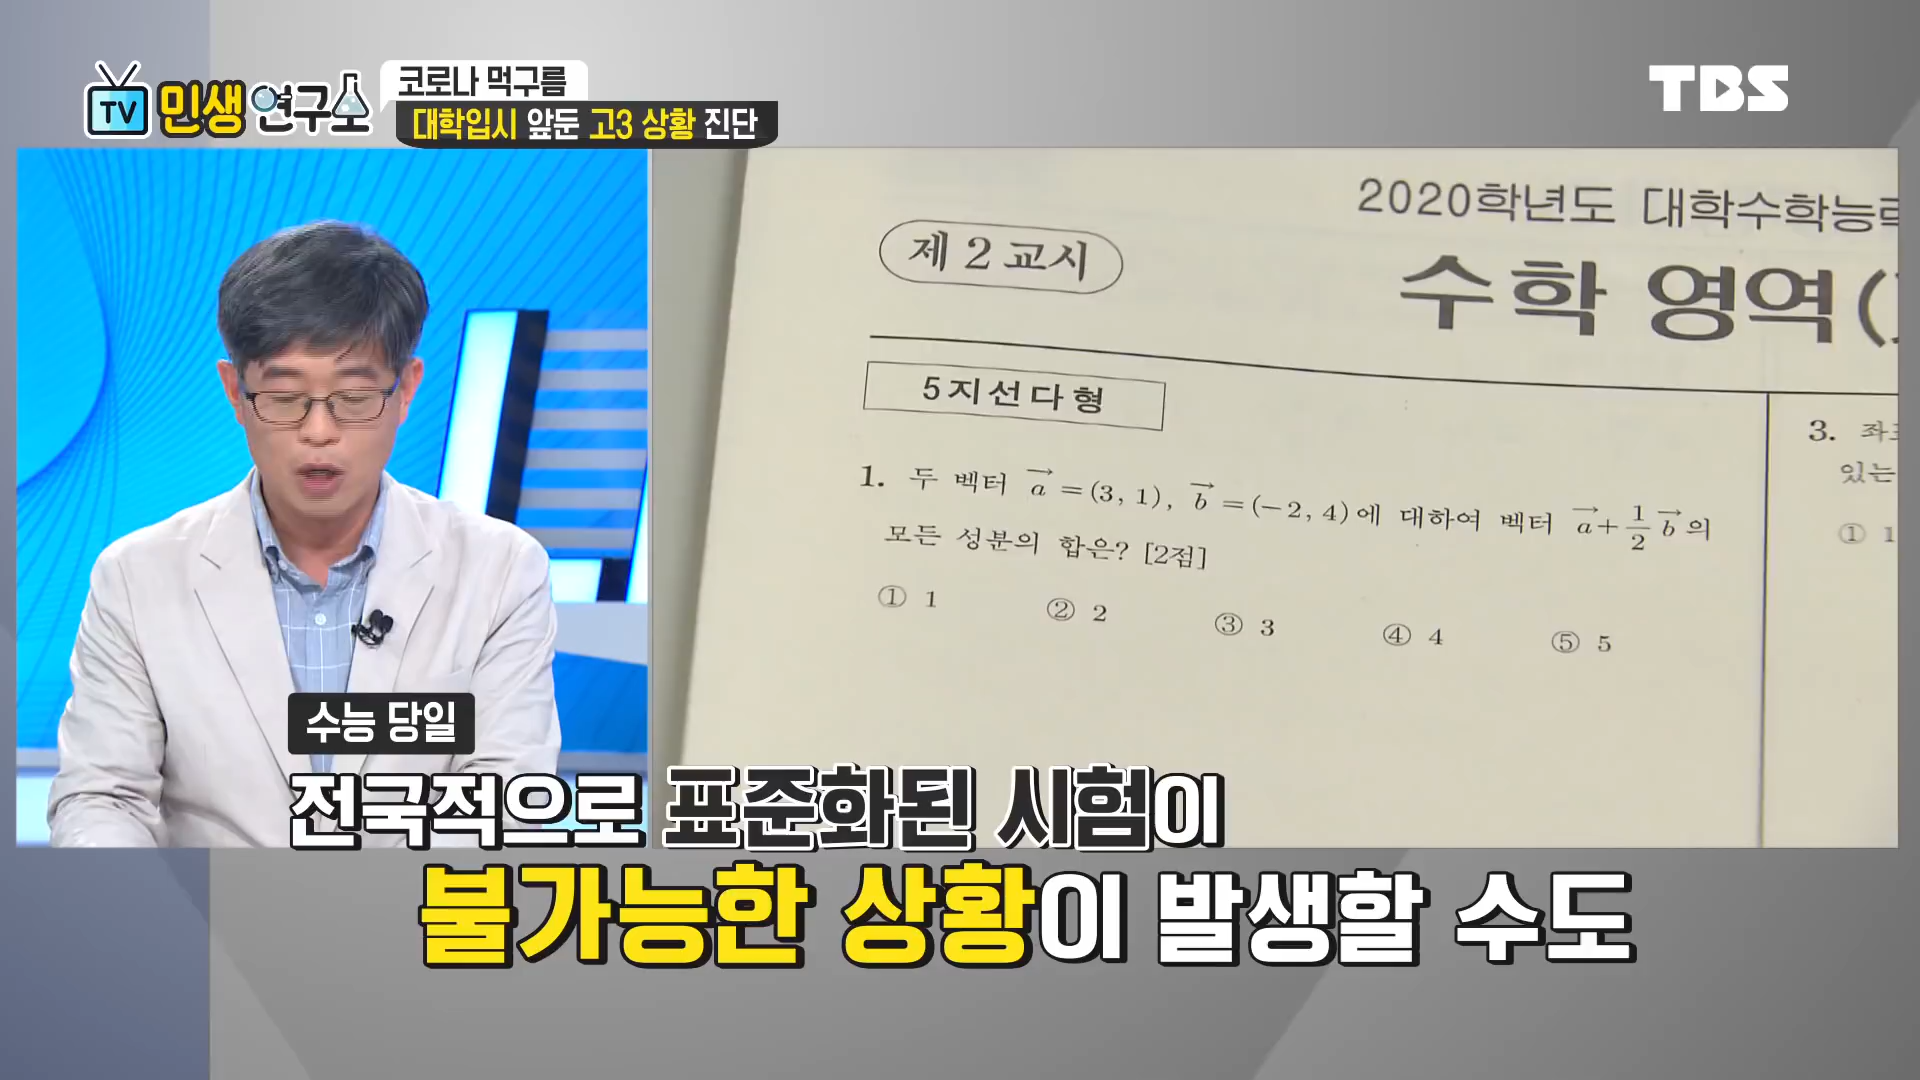 TV 민생연구소
코로나 먹구름
대학입시 앞둔 고3 상황 진단
TBS
2020학년도 대학수학능력
제 2 교시
수학 영역(
5지선다형
1. 두 벡터 a⃗=(3, 1), b⃗=(-2, 4)에 대하여 벡터 a⃗+1/2 b⃗의
모든 성분의 합은? [2점]
① 1 ② 2 ③ 3 ④ 4 ⑤ 5
3. 좌표
있는
① 1
수능 당일
전국적으로 표준화된 시험이
불가능한 상황이 발생할 수도